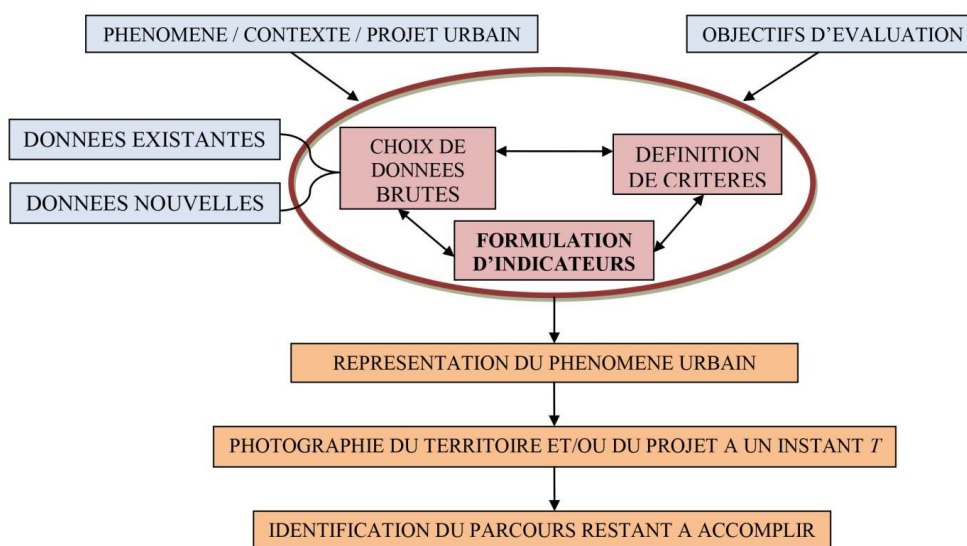 PHENOMENE / CONTEXTE / PROJET URBAIN
OBJECTIFS D’EVALUATION
DONNEES EXISTANTES
DONNEES NOUVELLES
CHOIX DE
DONNEES
BRUTES
DEFINITION
DE CRITERES
FORMULATION
D’INDICATEURS
REPRESENTATION DU PHENOMENE URBAIN
PHOTOGRAPHIE DU TERRITOIRE ET/OU DU PROJET A UN INSTANT T
IDENTIFICATION DU PARCOURS RESTANT A ACCOMPLIR